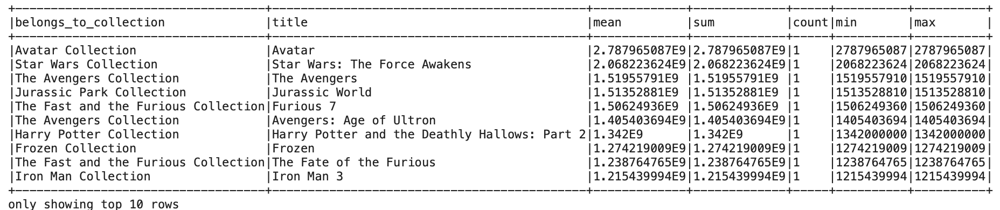 +------------------------------------+---------------------------------------------+-------------+-------------+-----+----------+----------+
|belongs_to_collection               |title                                        |mean         |sum          |count|min       |max       |
+------------------------------------+---------------------------------------------+-------------+-------------+-----+----------+----------+
|Avatar Collection                   |Avatar                                       |2.787965087E9|2.787965087E9|1    |2787965087|2787965087|
|Star Wars Collection                |Star Wars: The Force Awakens                 |2.068223624E9|2.068223624E9|1    |2068223624|2068223624|
|The Avengers Collection             |The Avengers                                 |1.51955791E9 |1.51955791E9 |1    |1519557910|1519557910|
|Jurassic Park Collection            |Jurassic World                               |1.51352881E9 |1.51352881E9 |1    |1513528810|1513528810|
|The Fast and the Furious Collection|Furious 7                                    |1.50624936E9 |1.50624936E9 |1    |1506249360|1506249360|
|The Avengers Collection             |Avengers: Age of Ultron                      |1.405403694E9|1.405403694E9|1    |1405403694|1405403694|
|Harry Potter Collection             |Harry Potter and the Deathly Hallows: Part 2|1.342E9      |1.342E9      |1    |1342000000|1342000000|
|Frozen Collection                   |Frozen                                       |1.274219009E9|1.274219009E9|1    |1274219009|1274219009|
|The Fast and the Furious Collection|The Fate of the Furious                      |1.238764765E9|1.238764765E9|1    |1238764765|1238764765|
|Iron Man Collection                 |Iron Man 3                                   |1.215439994E9|1.215439994E9|1    |1215439994|1215439994|
+------------------------------------+---------------------------------------------+-------------+-------------+-----+----------+----------+
only showing top 10 rows